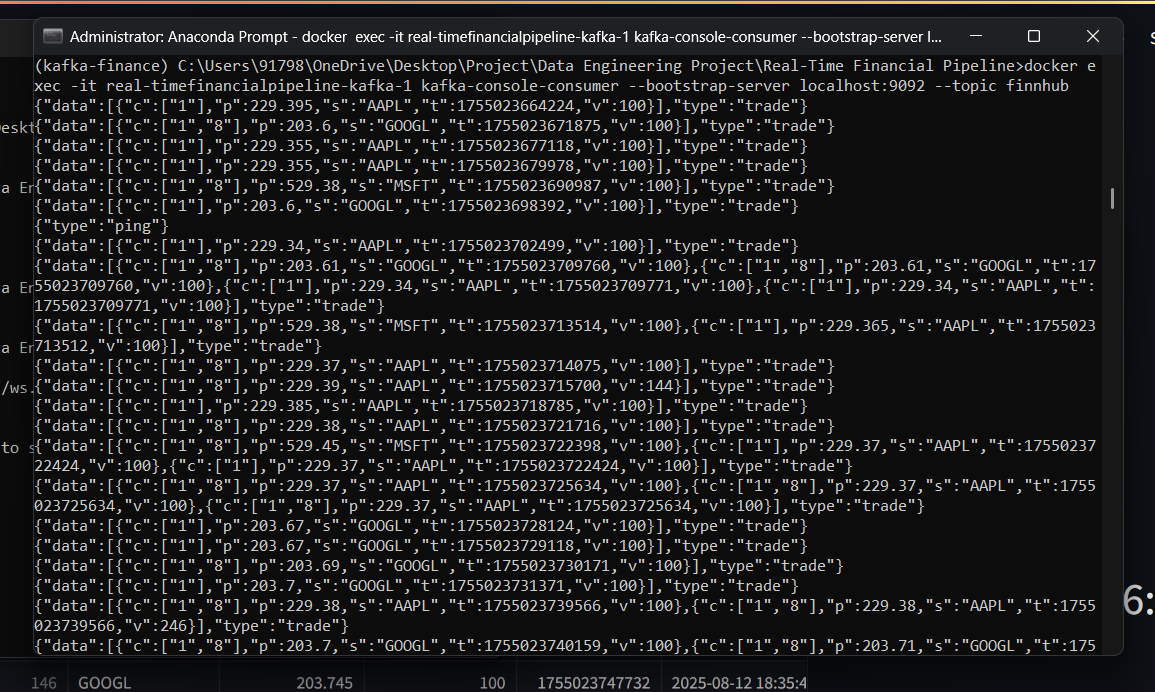 Administrator: Anaconda Prompt - docker  exec -it real-timefinancialpipeline-kafka-1 kafka-console-consumer --bootstrap-server l...
(kafka-finance) C:\Users\91798\OneDrive\Desktop\Project\Data Engineering Project\Real-Time Financial Pipeline>docker e
xec -it real-timefinancialpipeline-kafka-1 kafka-console-consumer --bootstrap-server localhost:9092 --topic finnhub
{"data":[{"c":["1"],"p":229.395,"s":"AAPL","t":1755023664224,"v":100}],"type":"trade"}
{"data":[{"c":["1","8"],"p":203.6,"s":"GOOGL","t":1755023671875,"v":100}],"type":"trade"}
{"data":[{"c":["1"],"p":229.355,"s":"AAPL","t":1755023677118,"v":100}],"type":"trade"}
{"data":[{"c":["1"],"p":229.355,"s":"AAPL","t":1755023679978,"v":100}],"type":"trade"}
{"data":[{"c":["1","8"],"p":529.38,"s":"MSFT","t":1755023690987,"v":100}],"type":"trade"}
{"data":[{"c":["1"],"p":203.6,"s":"GOOGL","t":1755023698392,"v":100}],"type":"trade"}
{"type":"ping"}
{"data":[{"c":["1"],"p":229.34,"s":"AAPL","t":1755023702499,"v":100}],"type":"trade"}
{"data":[{"c":["1","8"],"p":203.61,"s":"GOOGL","t":1755023709760,"v":100},{"c":["1","8"],"p":203.61,"s":"GOOGL","t":17
55023709760,"v":100},{"c":["1"],"p":229.34,"s":"AAPL","t":1755023709771,"v":100},{"c":["1"],"p":229.34,"s":"AAPL","t":
1755023709771,"v":100}],"type":"trade"}
{"data":[{"c":["1","8"],"p":529.38,"s":"MSFT","t":1755023713514,"v":100},{"c":["1"],"p":229.365,"s":"AAPL","t":1755023
713512,"v":100}],"type":"trade"}
{"data":[{"c":["1","8"],"p":229.37,"s":"AAPL","t":1755023714075,"v":100}],"type":"trade"}
{"data":[{"c":["1","8"],"p":229.39,"s":"AAPL","t":1755023715700,"v":144}],"type":"trade"}
{"data":[{"c":["1"],"p":229.385,"s":"AAPL","t":1755023718785,"v":100}],"type":"trade"}
{"data":[{"c":["1","8"],"p":229.38,"s":"AAPL","t":1755023721716,"v":100}],"type":"trade"}
{"data":[{"c":["1","8"],"p":529.45,"s":"MSFT","t":1755023722398,"v":100},{"c":["1"],"p":229.37,"s":"AAPL","t":17550237
22424,"v":100},{"c":["1"],"p":229.37,"s":"AAPL","t":1755023722424,"v":100}],"type":"trade"}
{"data":[{"c":["1","8"],"p":229.37,"s":"AAPL","t":1755023725634,"v":100},{"c":["1","8"],"p":229.37,"s":"AAPL","t":1755
023725634,"v":100},{"c":["1","8"],"p":229.37,"s":"AAPL","t":1755023725634,"v":100}],"type":"trade"}
{"data":[{"c":["1"],"p":203.67,"s":"GOOGL","t":1755023728124,"v":100}],"type":"trade"}
{"data":[{"c":["1"],"p":203.67,"s":"GOOGL","t":1755023729118,"v":100}],"type":"trade"}
{"data":[{"c":["1","8"],"p":203.69,"s":"GOOGL","t":1755023730171,"v":100}],"type":"trade"}
{"data":[{"c":["1"],"p":203.7,"s":"GOOGL","t":1755023731371,"v":100}],"type":"trade"}
{"data":[{"c":["1","8"],"p":229.38,"s":"AAPL","t":1755023739566,"v":100},{"c":["1","8"],"p":229.38,"s":"AAPL","t":1755
023739566,"v":246}],"type":"trade"}
{"data":[{"c":["1","8"],"p":203.7,"s":"GOOGL","t":1755023740159,"v":100},{"c":["1","8"],"p":203.71,"s":"GOOGL","t":175
146 GOOGL 203.745 100 1755023747732 2025-08-12 18:35:4